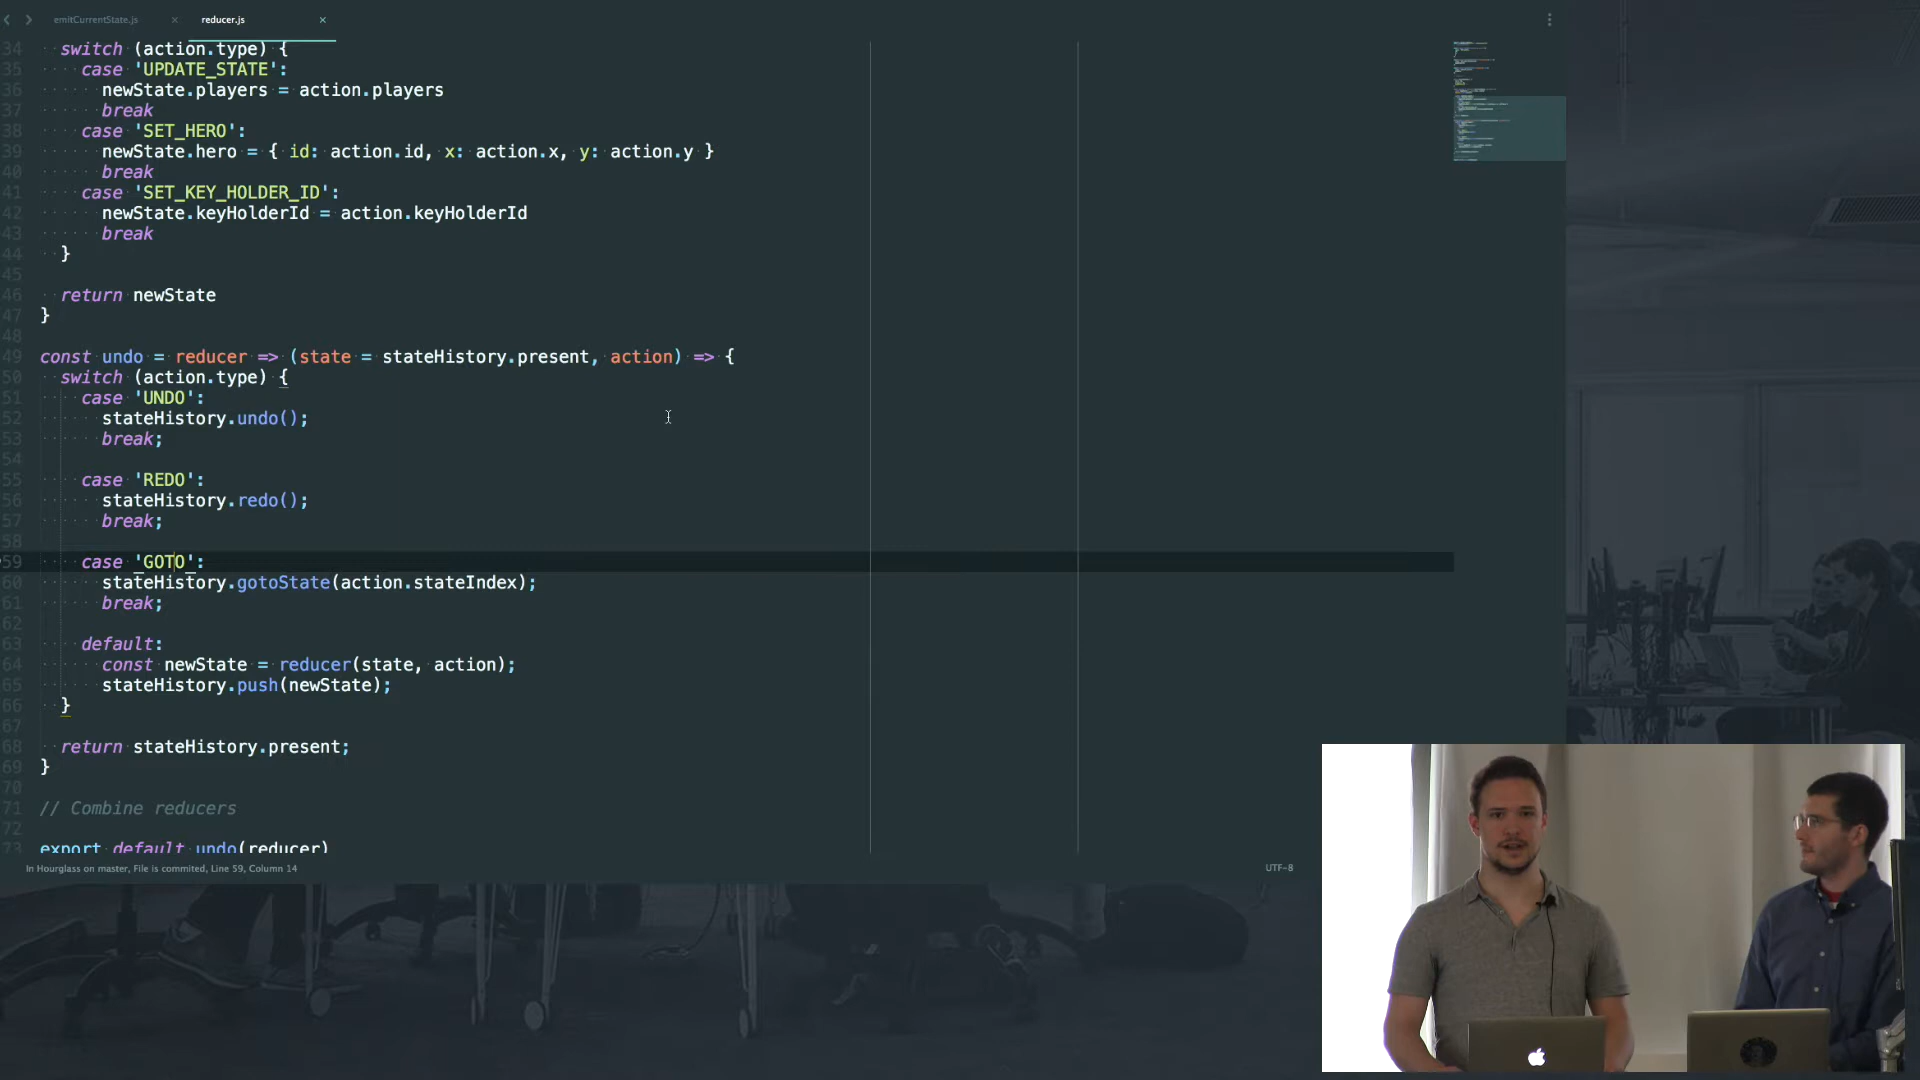 emitCurrentState.js
reducer.js
34 switch (action.type) {
35 case 'UPDATE_STATE':
36 newState.players = action.players
37 break
38 case 'SET_HERO':
39 newState.hero = { id: action.id, x: action.x, y: action.y }
40 break
41 case 'SET_KEY_HOLDER_ID':
42 newState.keyHolderId = action.keyHolderId
43 break
44 }
45
46 return newState
47 }
48
49 const undo = reducer => (state = stateHistory.present, action) => {
50 switch (action.type) {
51 case 'UNDO':
52 stateHistory.undo();
53 break;
54
55 case 'REDO':
56 stateHistory.redo();
57 break;
58
59 case 'GOTO':
60 stateHistory.gotoState(action.stateIndex);
61 break;
62
63 default:
64 const newState = reducer(state, action);
65 stateHistory.push(newState);
66 }
67
68 return stateHistory.present;
69 }
70
71 // Combine reducers
72
73 export default undo(reducer)
In Hourglass on master, File is commited, Line 59, Column 14
UTF-8